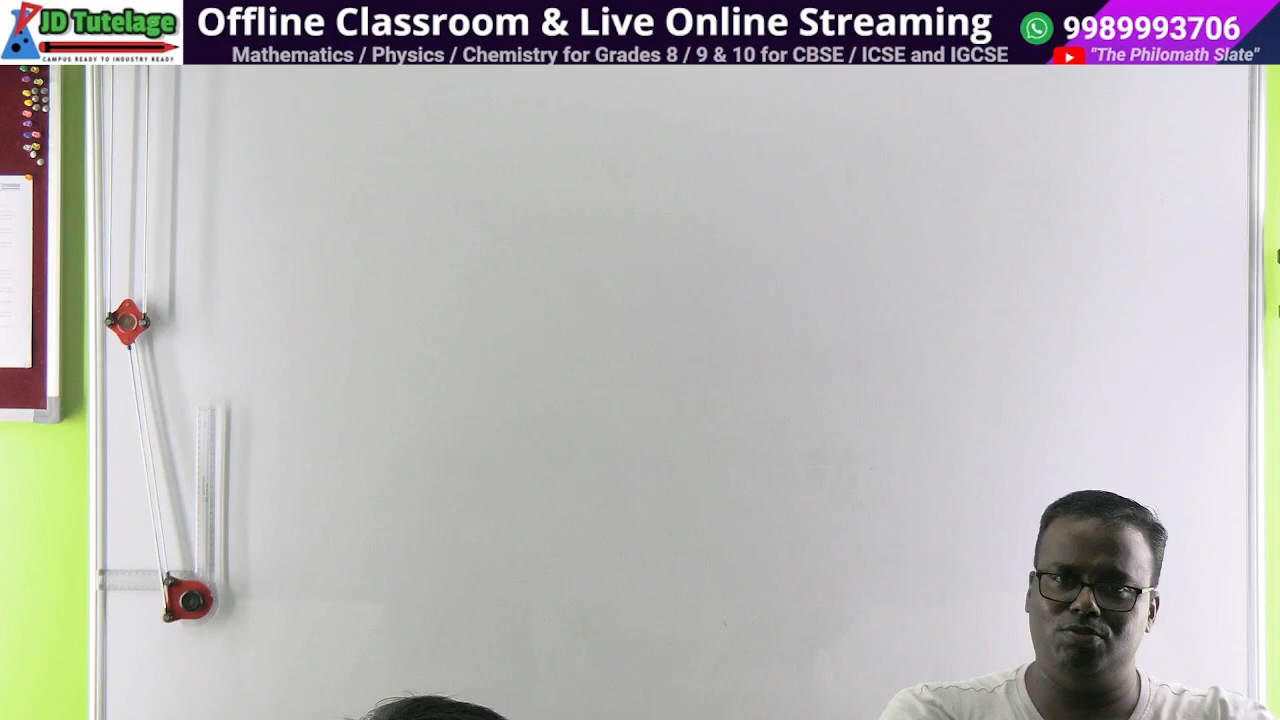 JD Tutelage
CAMPUS READY TO INDUSTRY READY
Offline Classroom & Live Online Streaming
Mathematics / Physics / Chemistry for Grades 8 / 9 & 10 for CBSE / ICSE and IGCSE
9989993706
"The Philomath Slate"